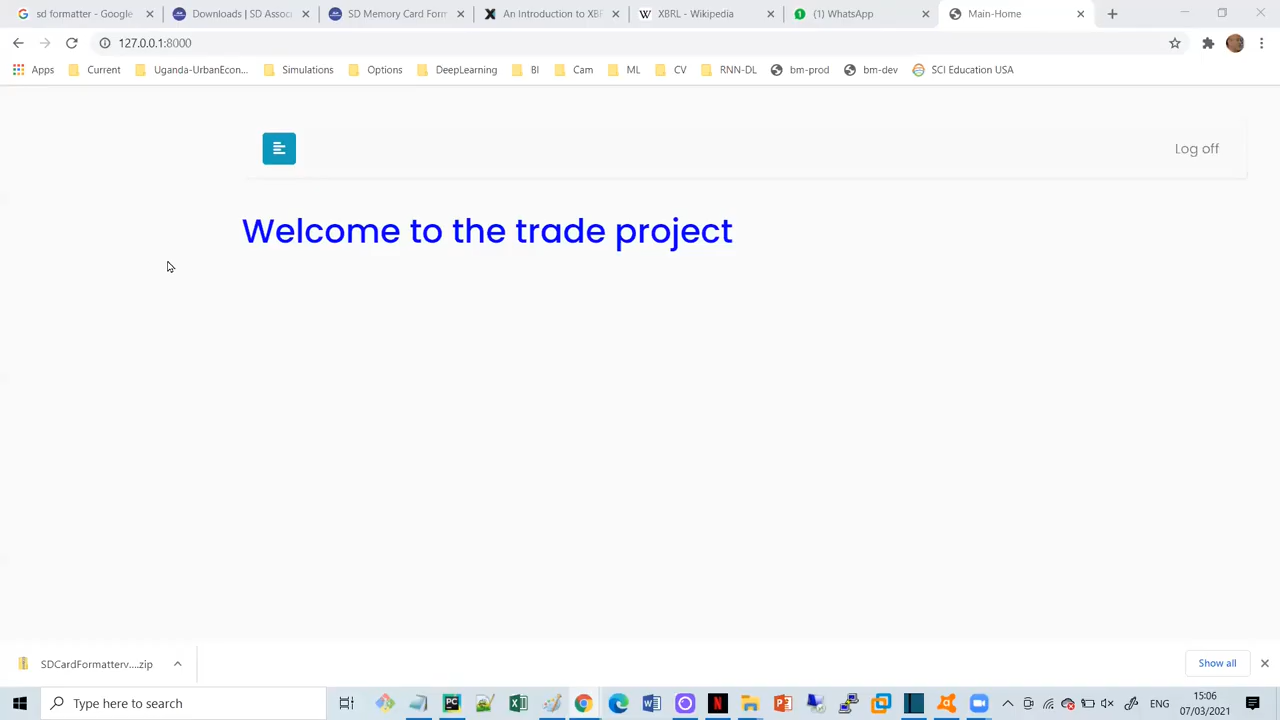 sd formatter - Google
Downloads | SD Assoc
SD Memory Card Form
An Introduction to XBF
XBRL - Wikipedia
(1) WhatsApp
Main-Home
127.0.0.1:8000
Apps
Current
Uganda-UrbanEcon...
Simulations
Options
DeepLearning
BI
Cam
ML
CV
RNN-DL
bm-prod
bm-dev
SCI Education USA
Log off
Welcome to the trade project
SDCardFormatterv....zip
Show all
Type here to search
ENG
15:06
07/03/2021